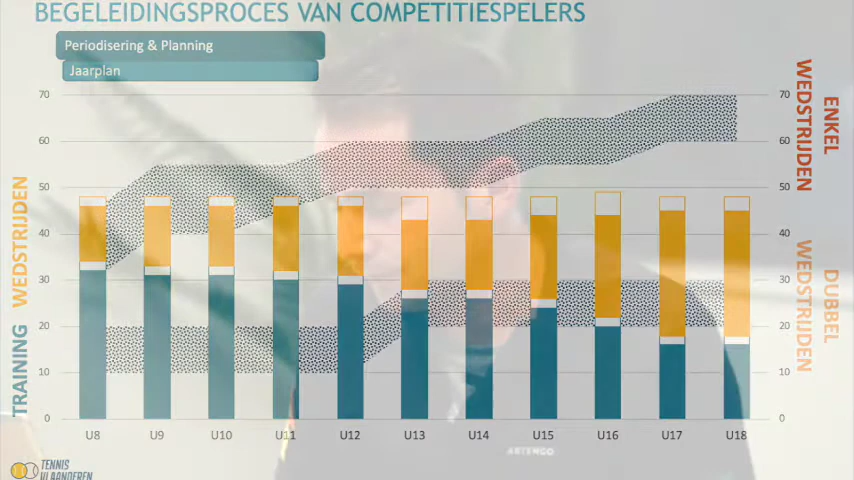 BEGELEIDINGSPROCES VAN COMPETITIESPELERS
Periodisering & Planning
Jaarplan
TRAINING WEDSTRIJDEN
70
60
50
40
30
20
10
0
U8 U9 U10 U11 U12 U13 U14 U15 U16 U17 U18
70
60
50
40
30
20
10
0
ENKEL
WEDSTRIJDEN
DUBBEL
WEDSTRIJDEN
ARTENGO
TENNIS
VLAANDEREN